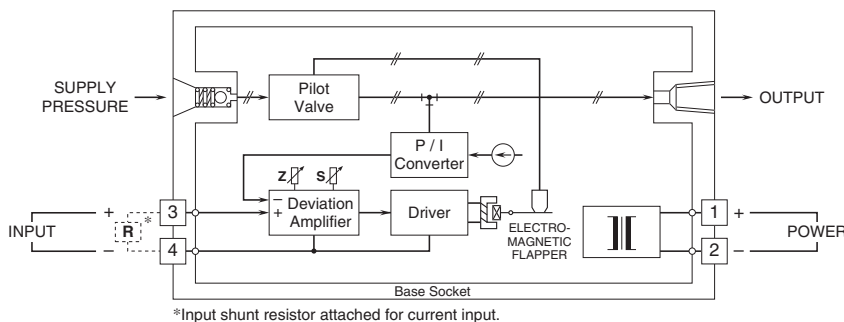 SUPPLY
PRESSURE
Pilot
Valve
OUTPUT
P / I
Converter
Z
S
–
+
Deviation
Amplifier
Driver
ELECTRO-
MAGNETIC
FLAPPER
INPUT
+
–
R
*
3
4
1
2
+
–
POWER
Base Socket
*Input shunt resistor attached for current input.